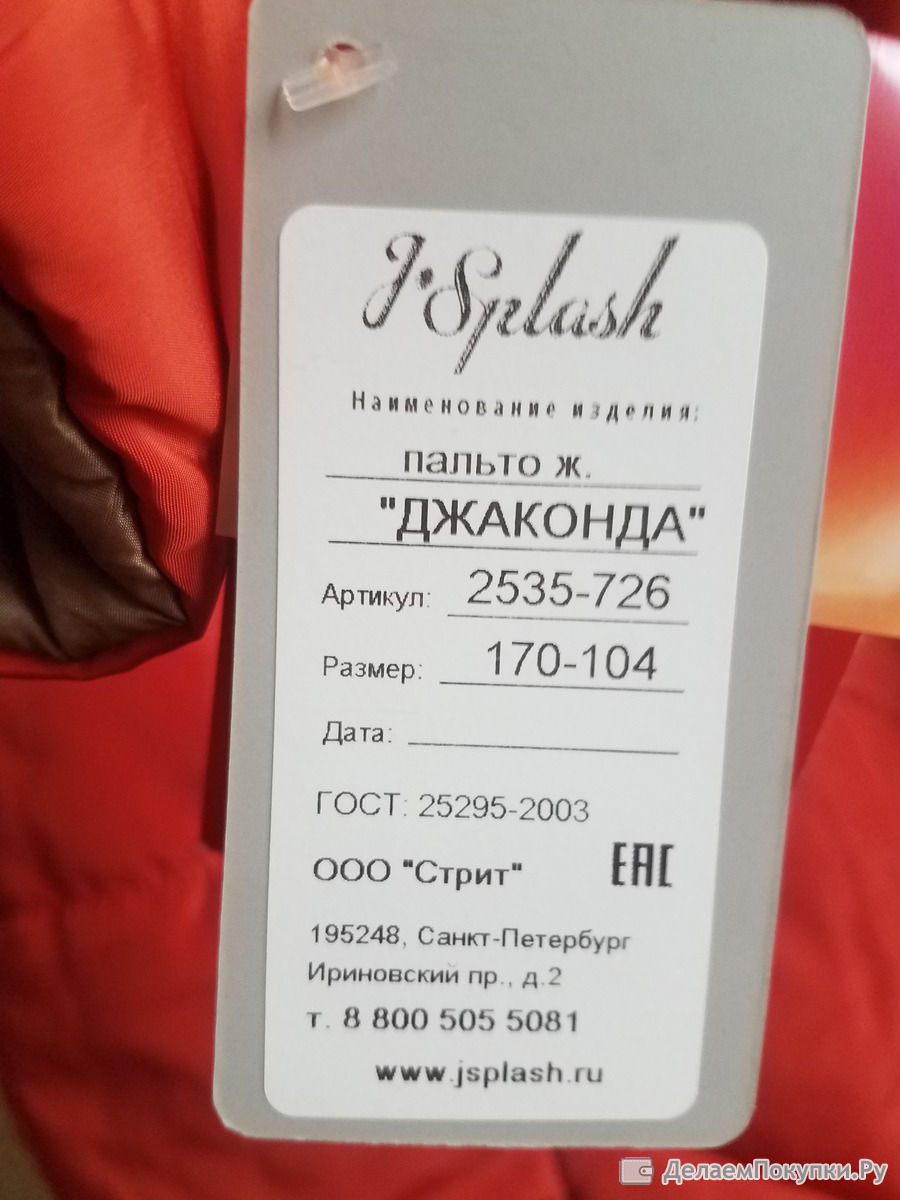 J·Splash
Наименование изделия:
пальто ж.
"ДЖАКОНДА"
Артикул: 2535-726
Размер: 170-104
Дата:
ГОСТ: 25295-2003
ООО "Стрит" ЕАС
195248, Санкт-Петербург
Ириновский пр., д.2
т. 8 800 505 5081
www.jsplash.ru
ДелаемПокупки.Ру